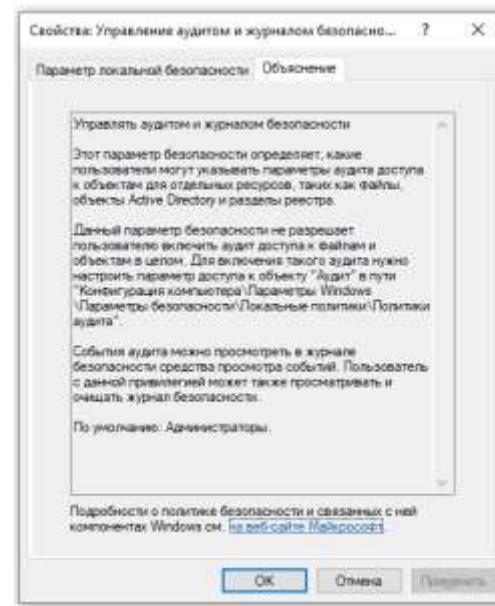 Свойства: Управление аудитом и журналом безопасно... ? ×
Параметр локальной безопасности Объяснение
Управлять аудитом и журналом безопасности
Этот параметр безопасности определяет, какие
пользователи могут указывать параметры аудита доступа
к объектам для отдельных ресурсов, таких как файлы,
объекты Active Directory и разделы реестра.
Данный параметр безопасности не разрешает
пользователю включить аудит доступа к файлам и
объектам в целом. Для включения такого аудита нужно
настроить параметр доступа к объекту "Аудит" в пути
"Конфигурация компьютера\Параметры Windows
\Параметры безопасности\Локальные политики\Политики
аудита".
События аудита можно просмотреть в журнале
безопасности средства просмотра событий. Пользователь
с данной привилегией может также просматривать и
очищать журнал безопасности.
По умолчанию: Администраторы.
Подробности о политике безопасности и связанных с ней
компонентах Windows см. на веб-сайте Майкрософт.
OK Отмена Применить